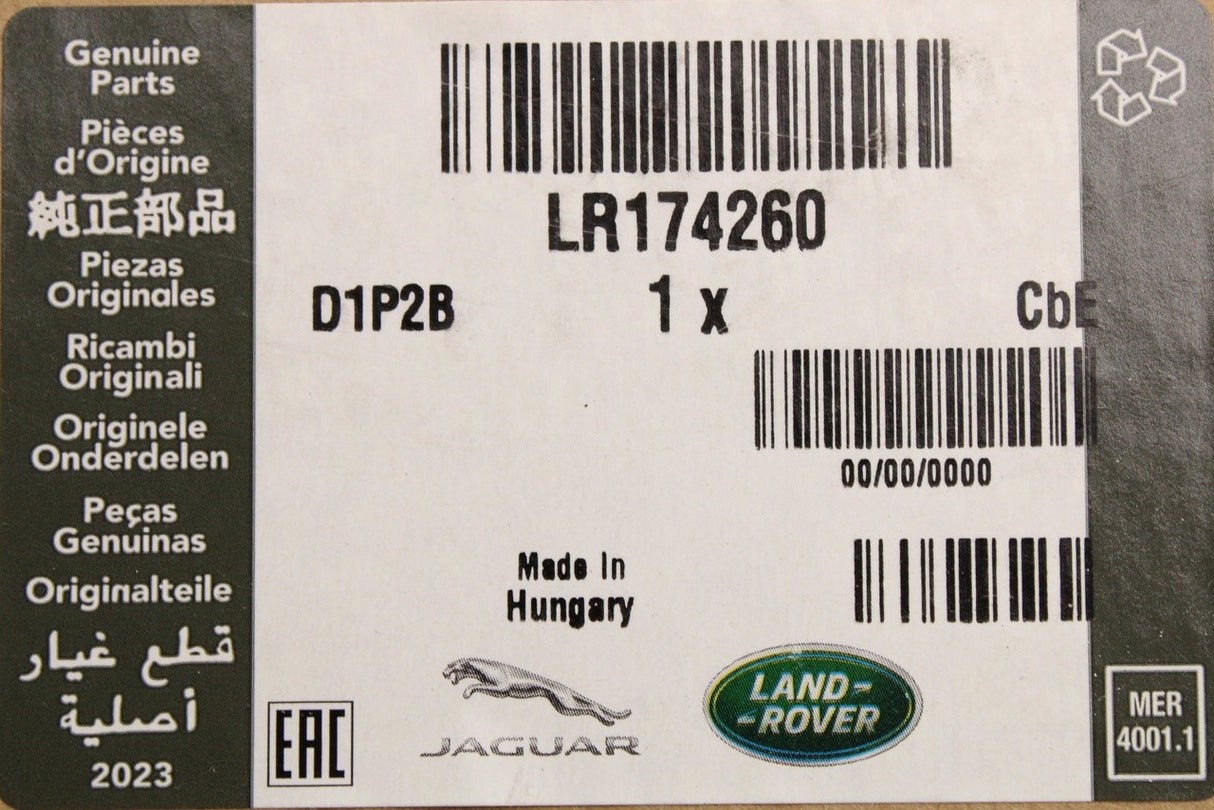 Genuine
Parts
Pièces
d'Origine
純正部品
Piezas
Originales
Ricambi
Originali
Originele
Onderdelen
Peças
Genuinas
Originalteile
قطع غيار
أصلية
2023
LR174260
D1P2B 1 x CbE
00/00/0000
Made In
Hungary
EAC
JAGUAR
LAND-
-ROVER
MER
4001.1